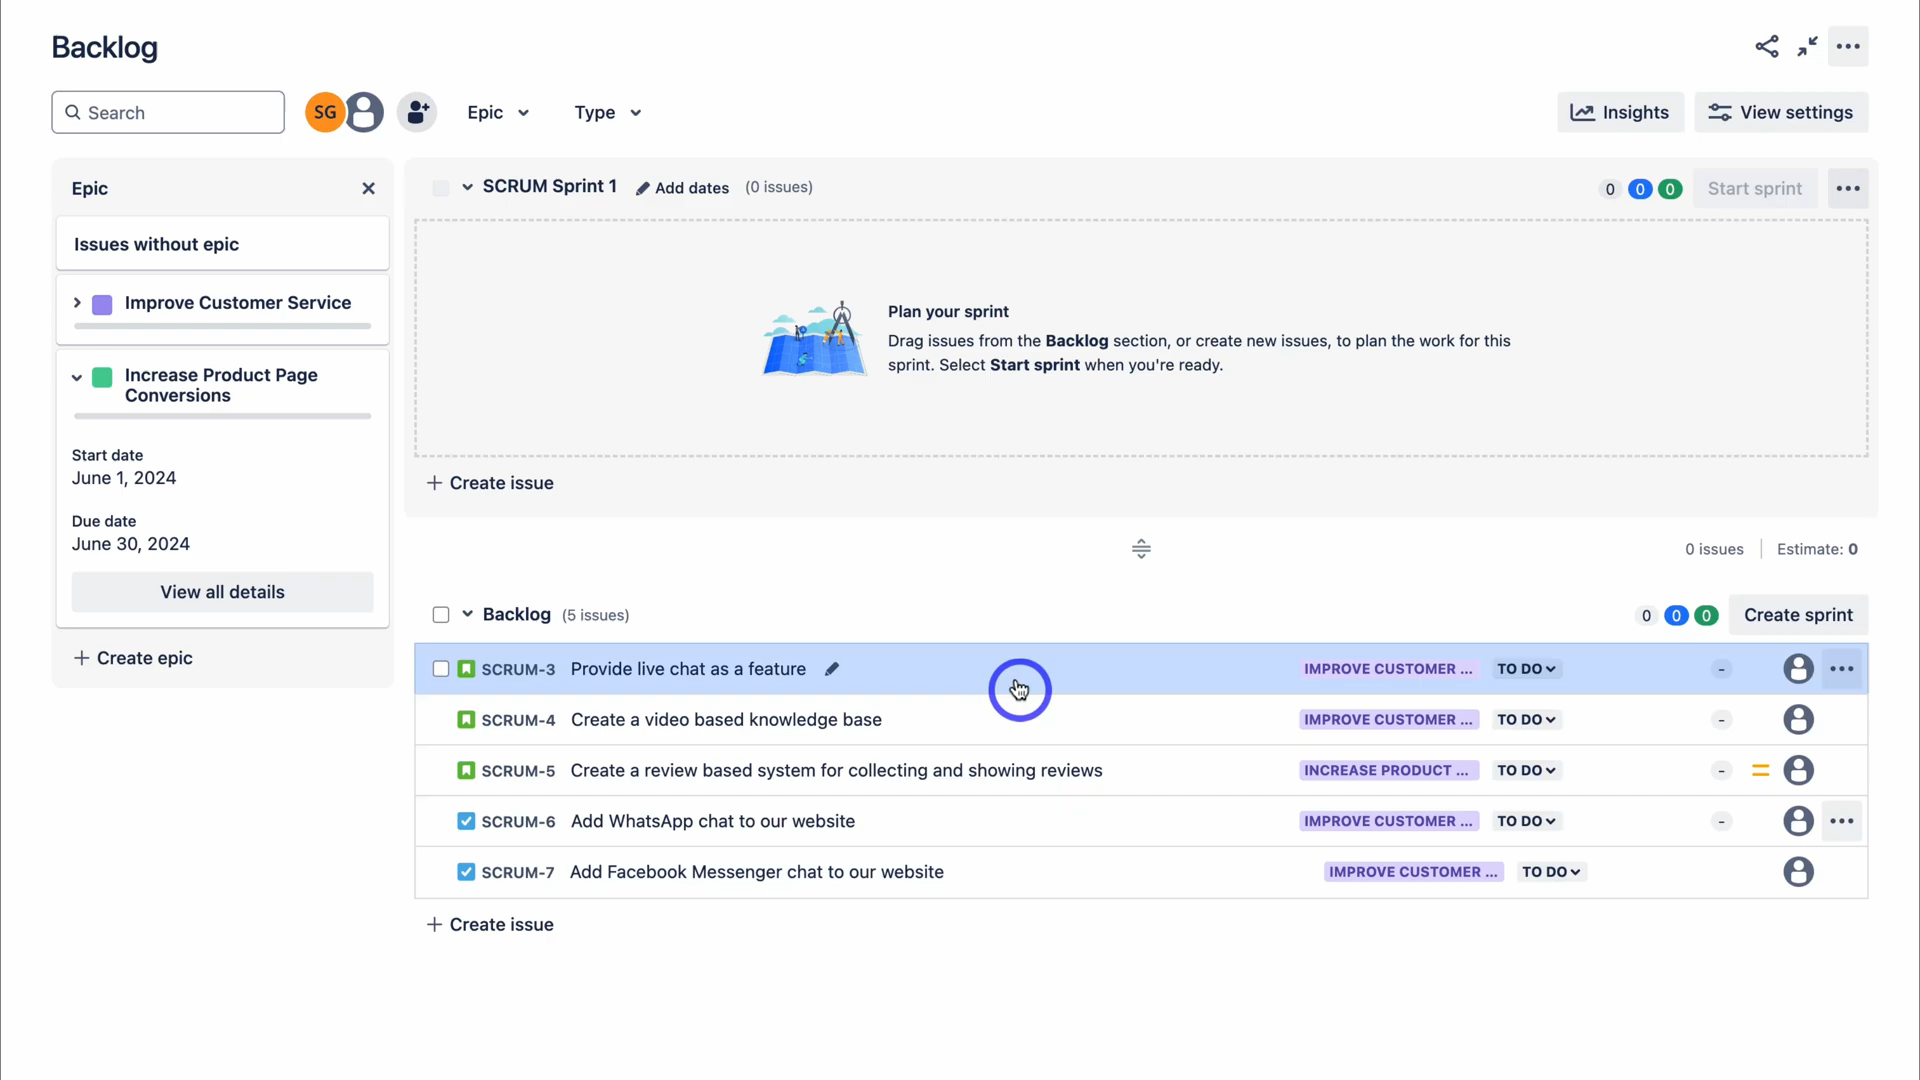 Backlog
Search
SG
Epic
Type
Insights
View settings
Epic
Issues without epic
Improve Customer Service
Increase Product Page
Conversions
Start date
June 1, 2024
Due date
June 30, 2024
View all details
Create epic
SCRUM Sprint 1 Add dates (0 issues)
0 0 0 Start sprint
Plan your sprint
Drag issues from the Backlog section, or create new issues, to plan the work for this
sprint. Select Start sprint when you're ready.
Create issue
0 issues Estimate: 0
Backlog (5 issues)
0 0 0 Create sprint
SCRUM-3 Provide live chat as a feature IMPROVE CUSTOMER ... TO DO -
SCRUM-4 Create a video based knowledge base IMPROVE CUSTOMER ... TO DO -
SCRUM-5 Create a review based system for collecting and showing reviews INCREASE PRODUCT ... TO DO -
SCRUM-6 Add WhatsApp chat to our website IMPROVE CUSTOMER ... TO DO -
SCRUM-7 Add Facebook Messenger chat to our website IMPROVE CUSTOMER ... TO DO
Create issue